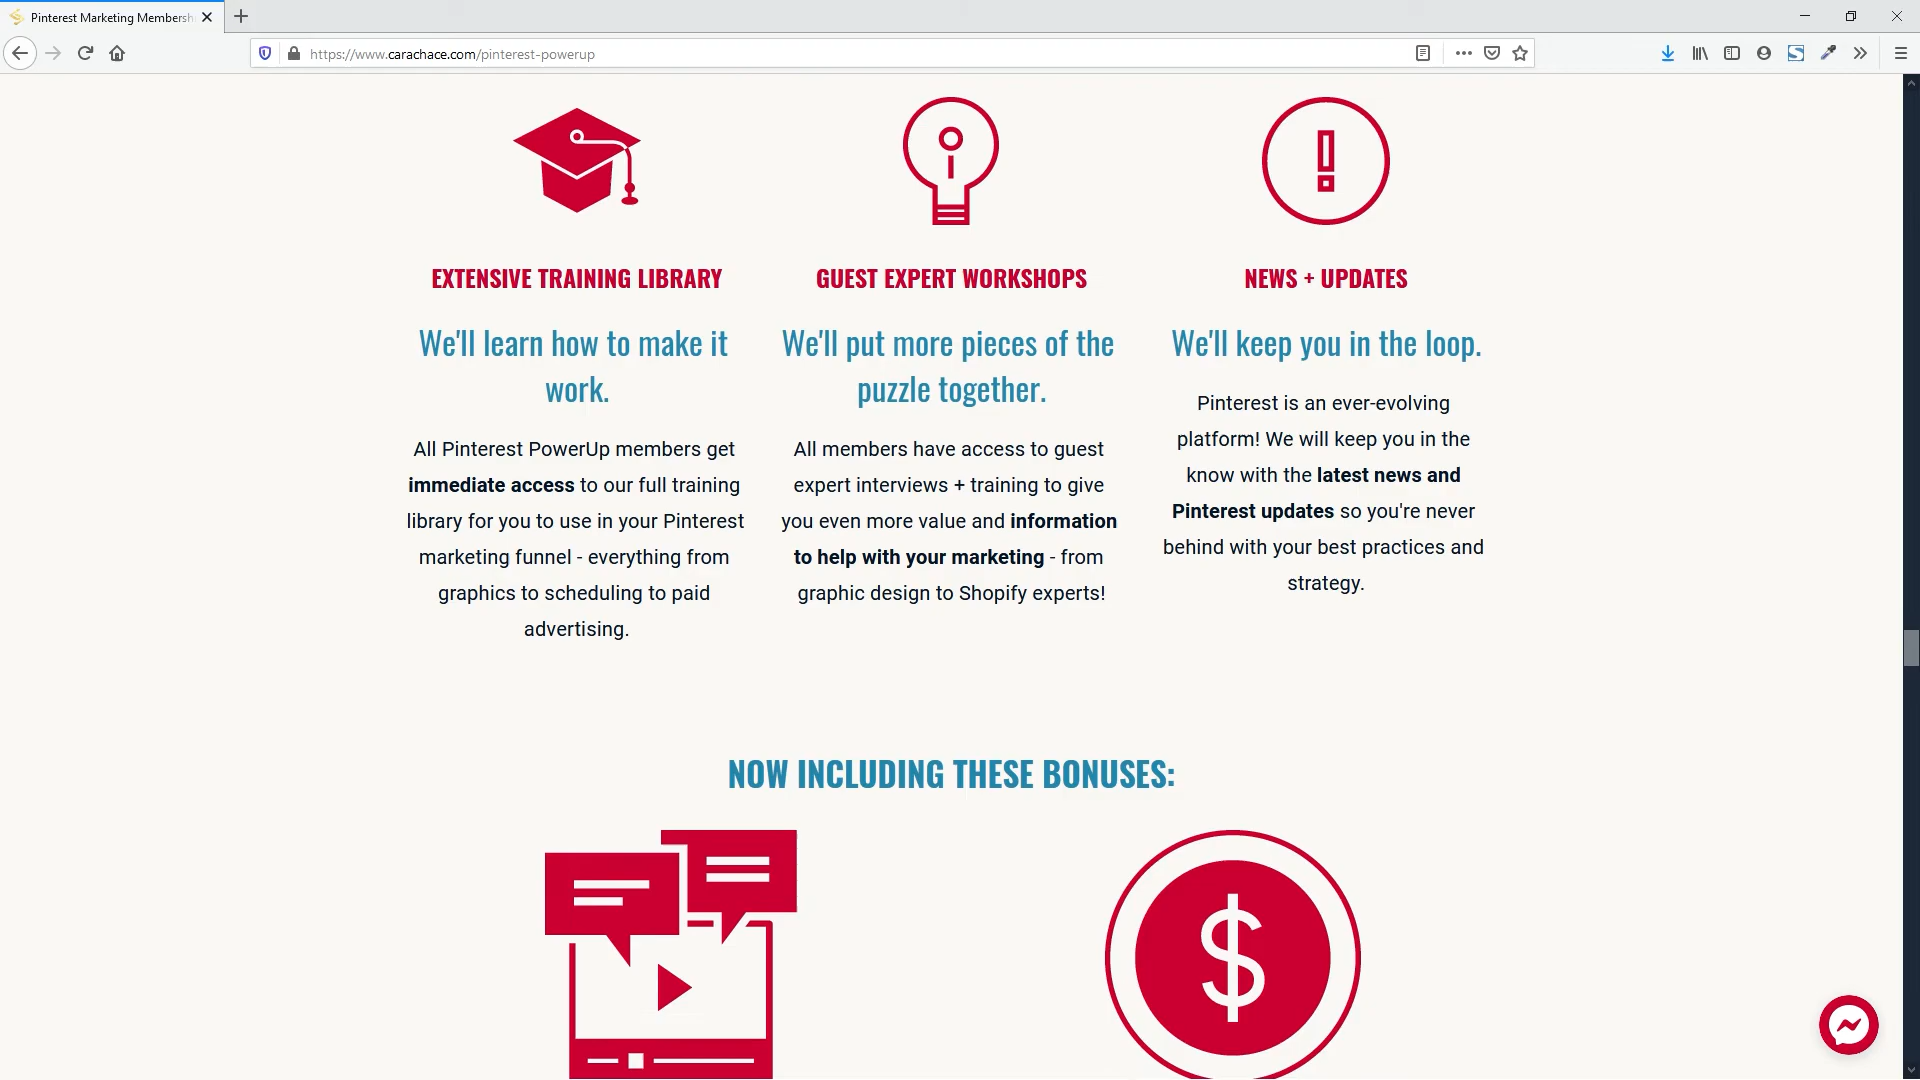 Pinterest Marketing Membersh
https://www.carachace.com/pinterest-powerup
EXTENSIVE TRAINING LIBRARY
We'll learn how to make it
work.
All Pinterest PowerUp members get
immediate access to our full training
library for you to use in your Pinterest
marketing funnel - everything from
graphics to scheduling to paid
advertising.
GUEST EXPERT WORKSHOPS
We'll put more pieces of the
puzzle together.
All members have access to guest
expert interviews + training to give
you even more value and information
to help with your marketing - from
graphic design to Shopify experts!
NEWS + UPDATES
We'll keep you in the loop.
Pinterest is an ever-evolving
platform! We will keep you in the
know with the latest news and
Pinterest updates so you're never
behind with your best practices and
strategy.
NOW INCLUDING THESE BONUSES:
$